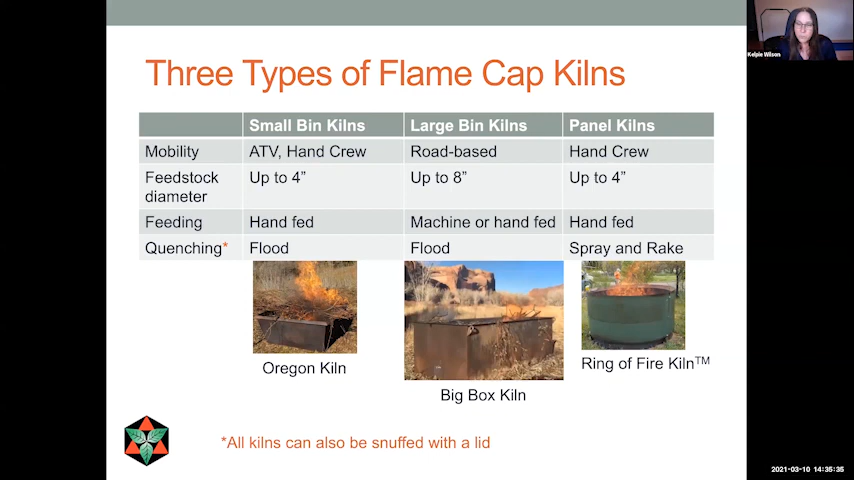 Kelpie Wilson
Three Types of Flame Cap Kilns
Small Bin Kilns Large Bin Kilns Panel Kilns
Mobility ATV, Hand Crew Road-based Hand Crew
Feedstock diameter Up to 4” Up to 8” Up to 4”
Feeding Hand fed Machine or hand fed Hand fed
Quenching* Flood Flood Spray and Rake
Oregon Kiln
Big Box Kiln
Ring of Fire Kiln™
*All kilns can also be snuffed with a lid
2021-03-10 14:35:35